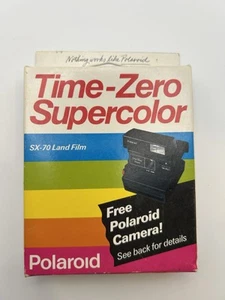 Nothing works like Polaroid
Time-Zero
Supercolor
SX-70 Land Film
Free
Polaroid
Camera!
See back for details
Polaroid